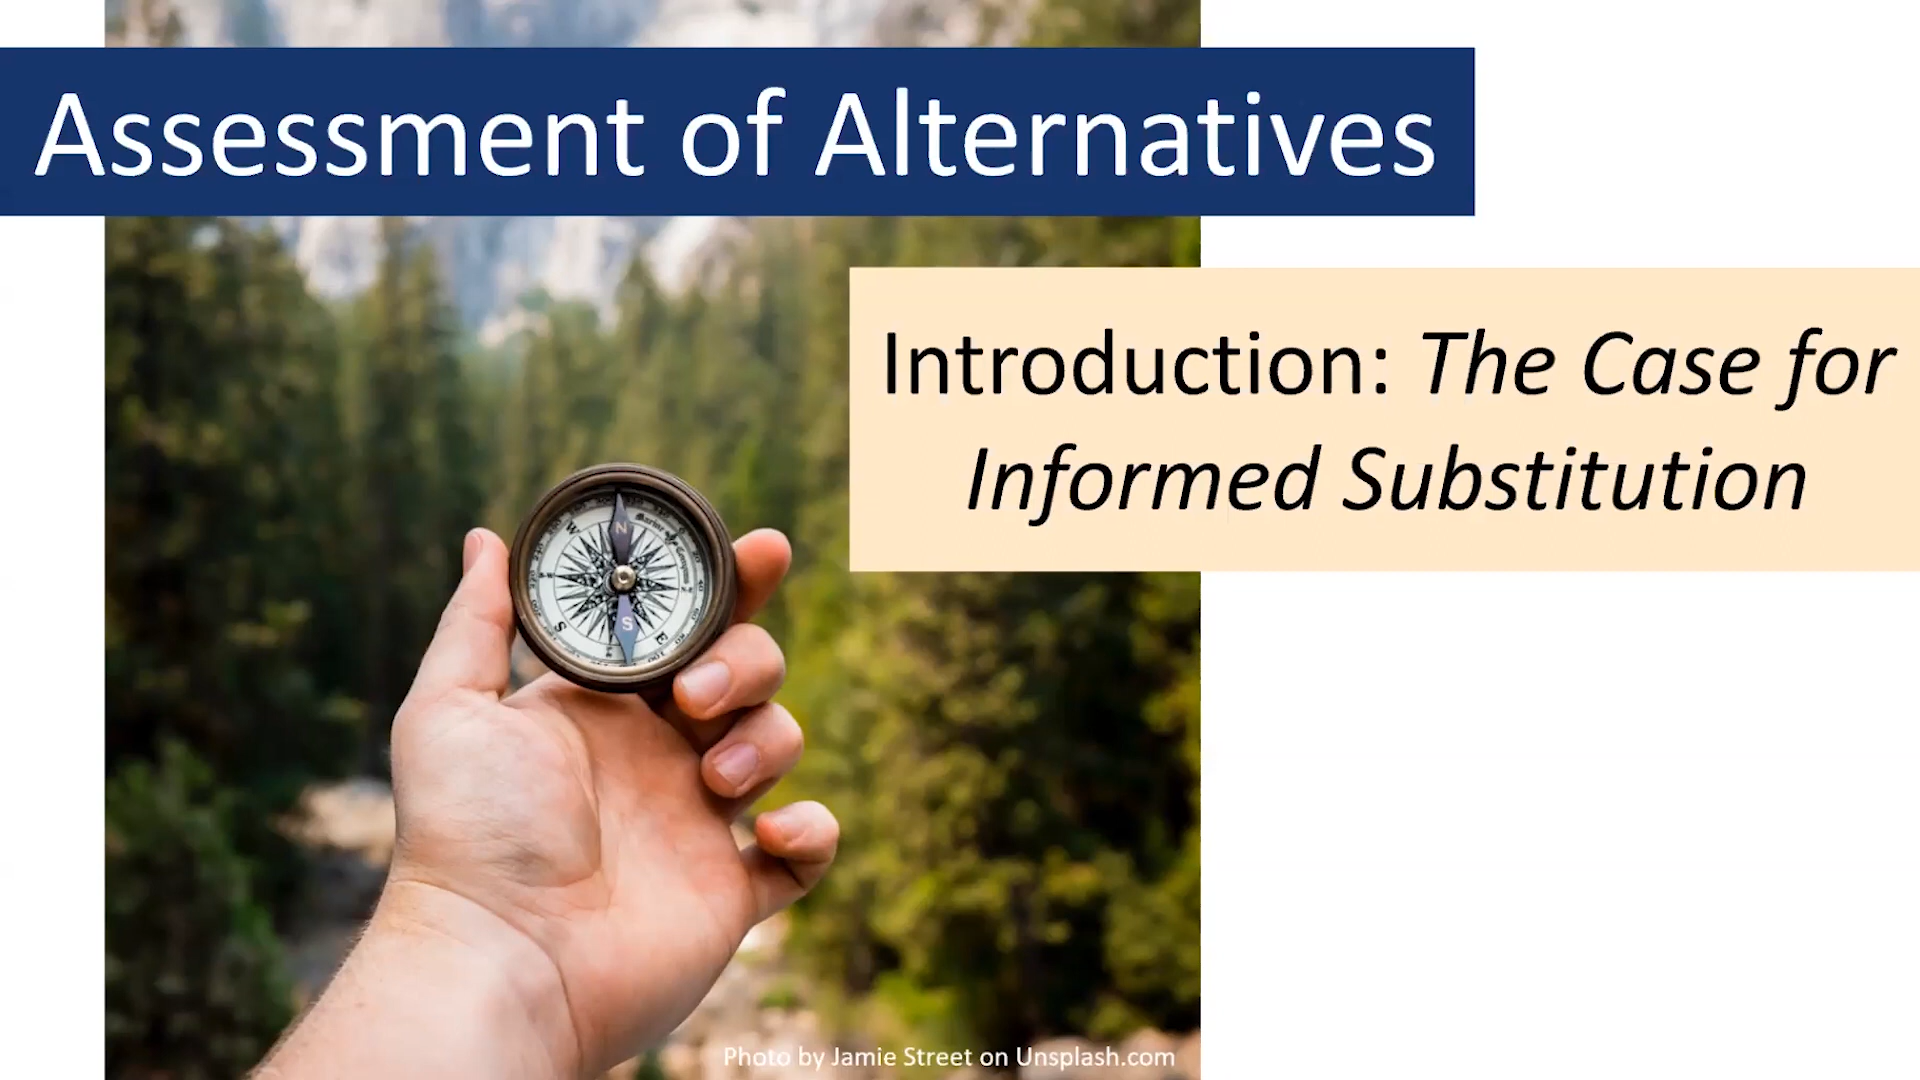 Assessment of Alternatives
Introduction: The Case for
Informed Substitution
N
S
W
S
E
Photo by Jamie Street on Unsplash.com